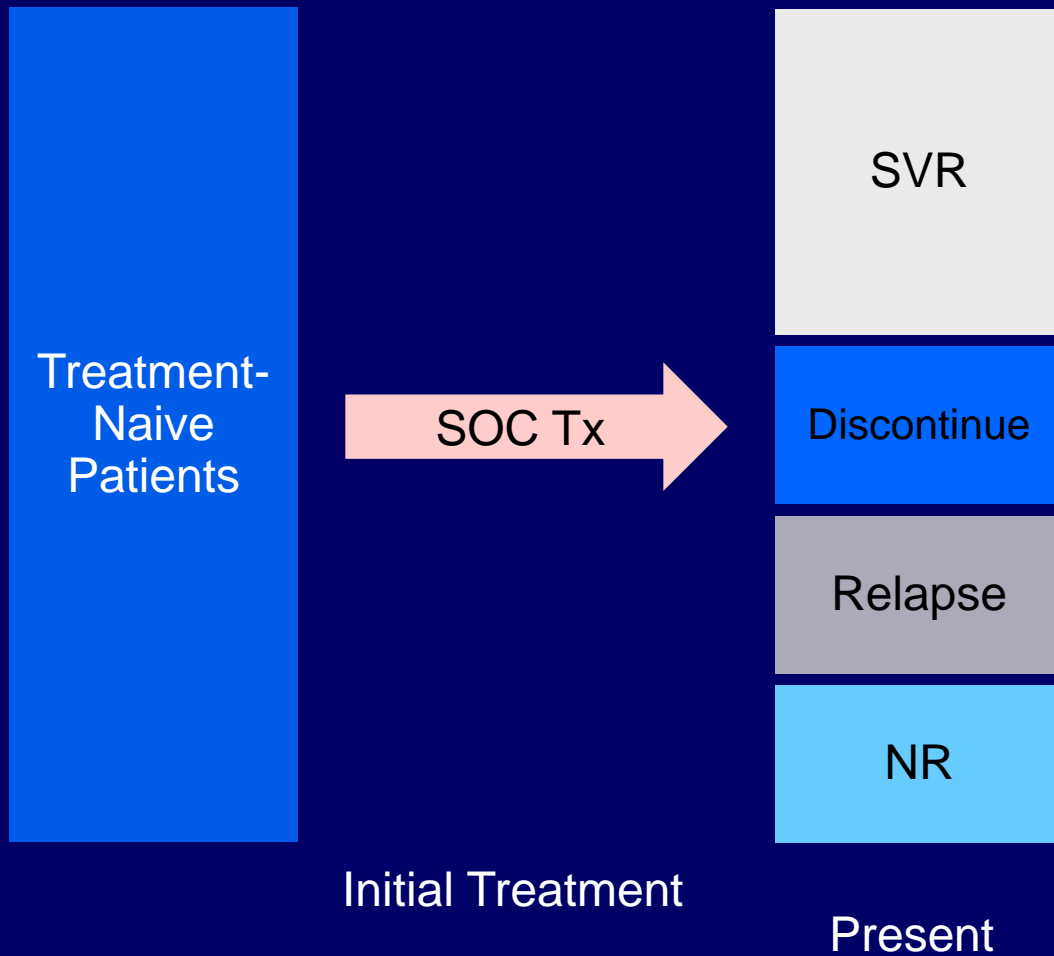 Treatment-
Naive
Patients
SOC Tx
SVR
Discontinue
Relapse
NR
Initial Treatment
Present